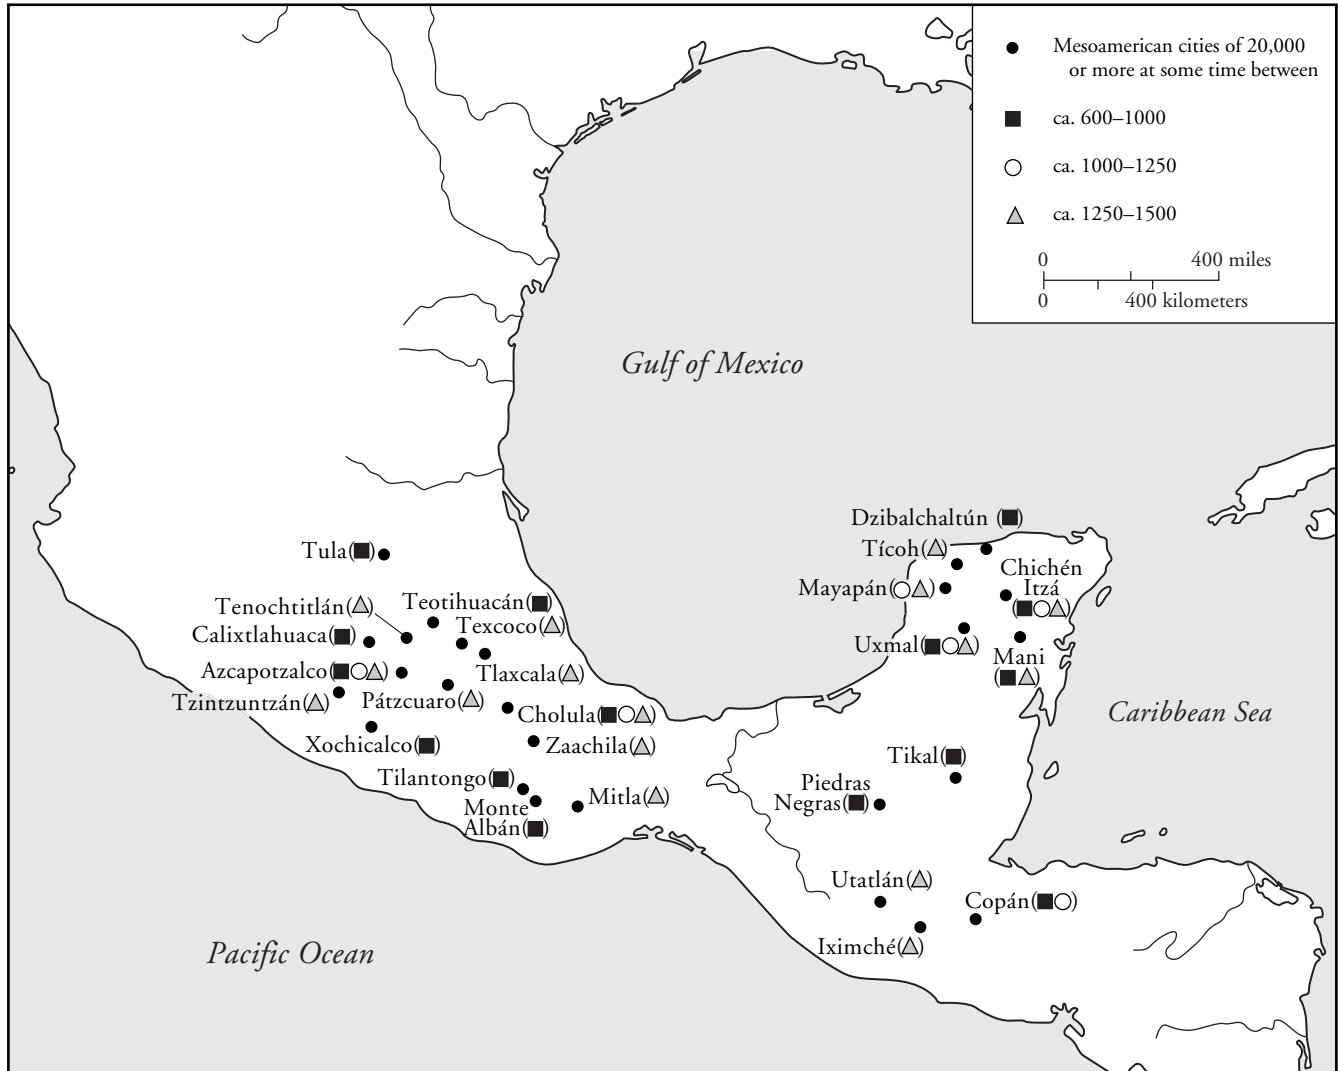 Mesoamerican cities of 20,000
or more at some time between
ca. 600–1000
ca. 1000–1250
ca. 1250–1500
0 400 miles
0 400 kilometers
Gulf of Mexico
Dzibalchaltún
Tícoh
Chichén
Itzá
Mayapán
Uxmal
Mani
Caribbean Sea
Tula
Tenochtitlán
Teotihuacán
Calixtlahuaca
Texcoco
Azcapotzalco
Tlaxcala
Tzintzuntzán
Pátzcuaro
Cholula
Xochicalco
Zaachila
Tilantongo
Monte
Albán
Mitla
Tikal
Piedras
Negras
Utatlán
Copán
Iximché
Pacific Ocean